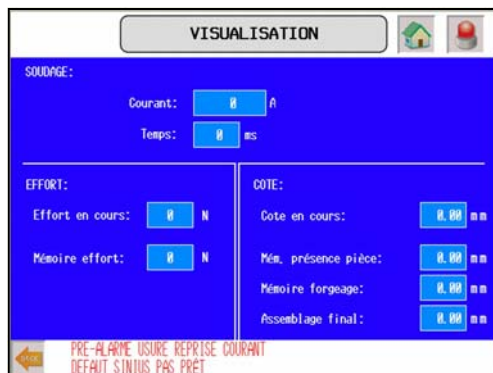 VISUALISATION
SOUDAGE:
Courant: 0 A
Temps: 0 ms
EFFORT:
Effort en cours: 0 N
Mémoire effort: 0 N
COTE:
Cote en cours: 0.00 mm
Mém. présence pièce: 0.00 mm
Mémoire forgeage: 0.00 mm
Assemblage final: 0.00 mm
PRE-ALARME USURE REPRISE COURANT
DEFAUT SINIUS PAS PRÊT